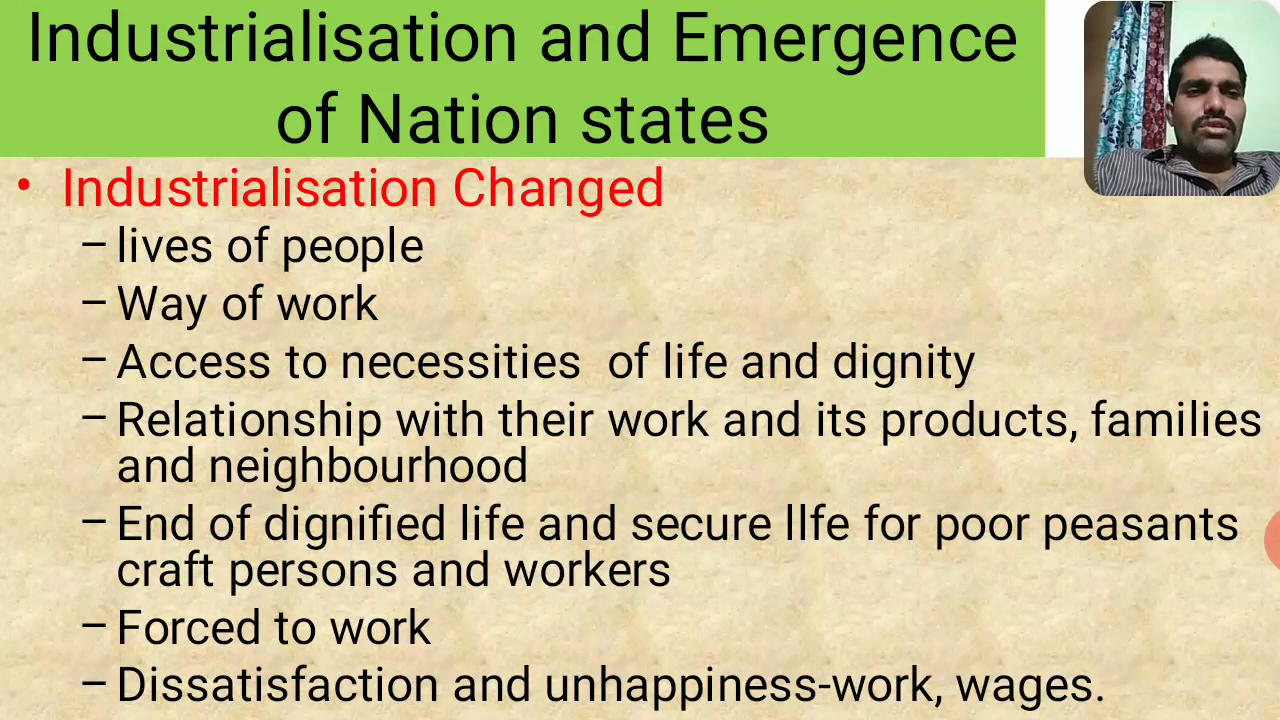 Industrialisation and Emergence
of Nation states
• Industrialisation Changed
– lives of people
– Way of work
– Access to necessities of life and dignity
– Relationship with their work and its products, families
and neighbourhood
– End of dignified life and secure llfe for poor peasants
craft persons and workers
– Forced to work
– Dissatisfaction and unhappiness-work, wages.